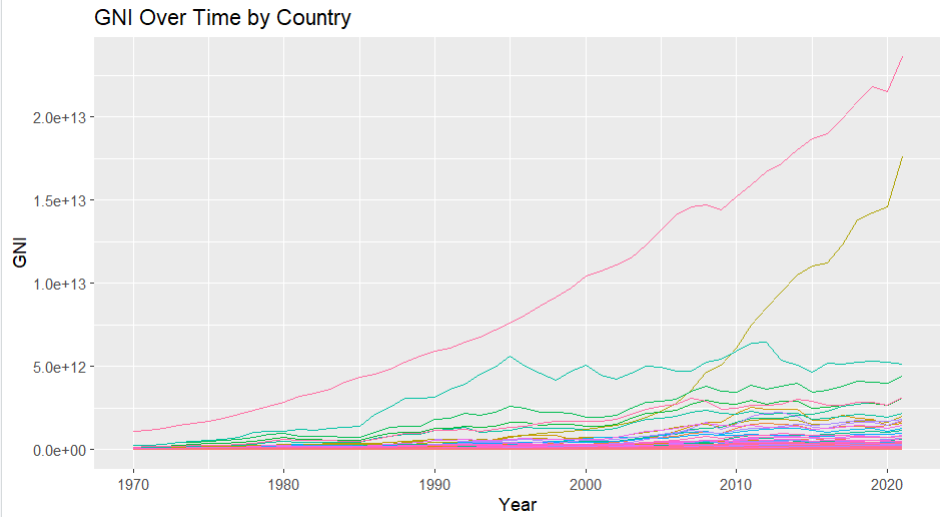 GNI Over Time by Country
2.0e+13
1.5e+13
1.0e+13
5.0e+12
0.0e+00
GNI
1970 1980 1990 2000 2010 2020
Year